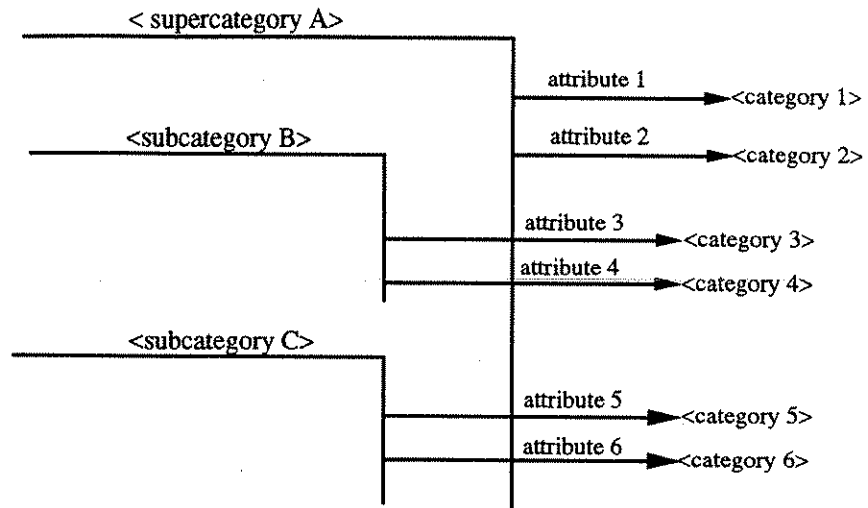 < supercategory A>
attribute 1
<category 1>
<subcategory B>
attribute 2
<category 2>
attribute 3
<category 3>
attribute 4
<category 4>
<subcategory C>
attribute 5
<category 5>
attribute 6
<category 6>